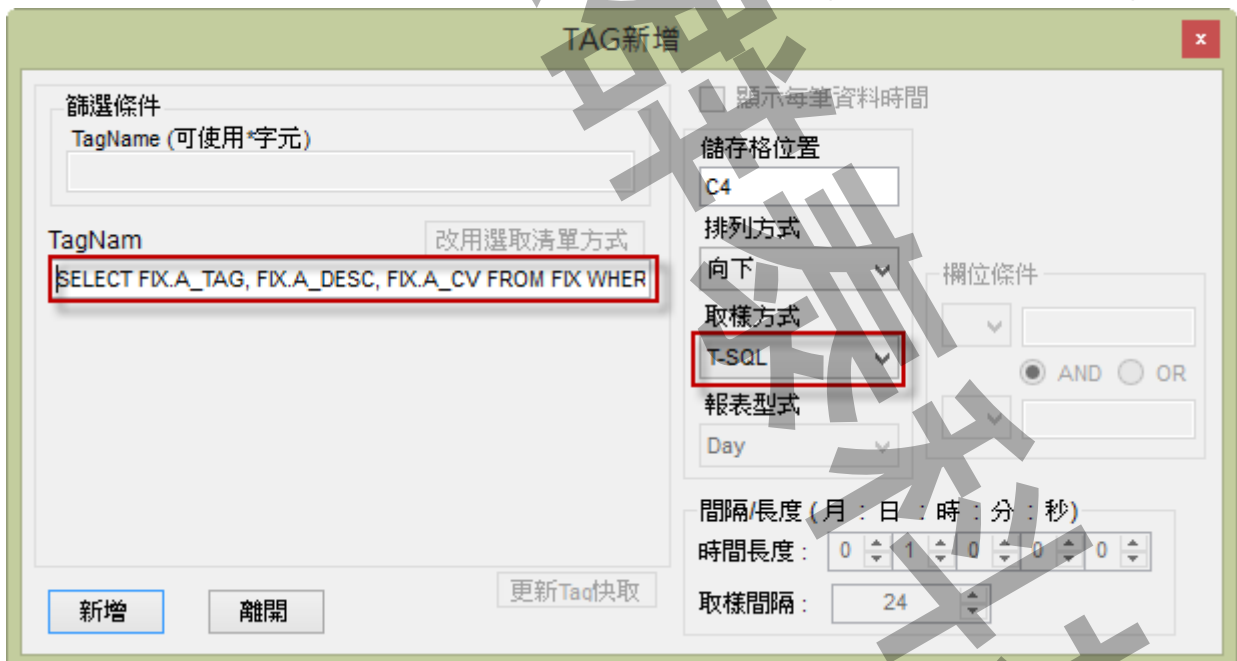 TAG新增
x
篩選條件
TagName (可使用*字元)
TagNam
改用選取清單方式
SELECT FIX.A_TAG, FIX.A_DESC, FIX.A_CV FROM FIX WHER
新增
離開
更新Tag快取
顯示每筆資料時間
儲存格位置
C4
排列方式
向下
取樣方式
T-SQL
報表型式
Day
欄位條件
AND
OR
間隔/長度 (月 : 日 : 時 : 分 : 秒)
時間長度 : 0 1 0 0 0
取樣間隔 : 24